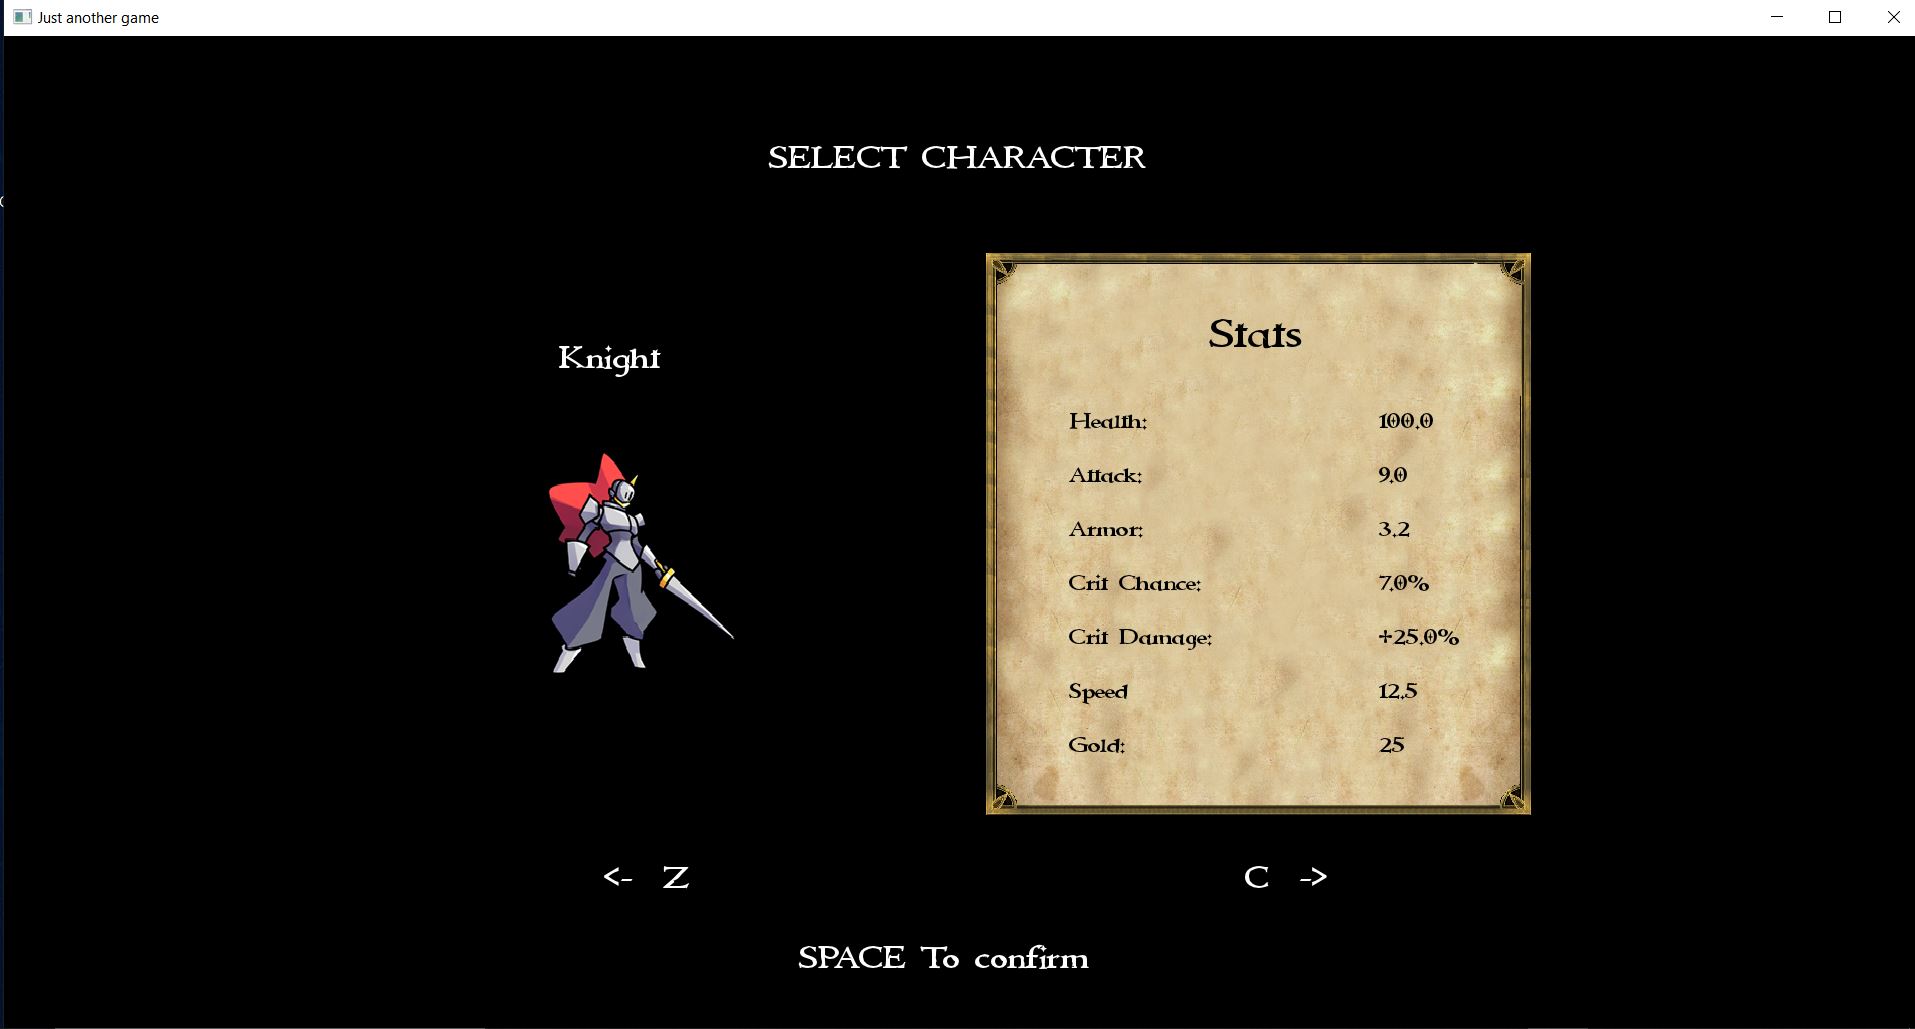 Just another game
SELECT CHARACTER
Knight
Stats
Health: 100.0
Attack: 9.0
Armor: 3.2
Crit Chance: 7.0%
Crit Damage: +25.0%
Speed 12.5
Gold: 25
<- Z C ->
SPACE To confirm